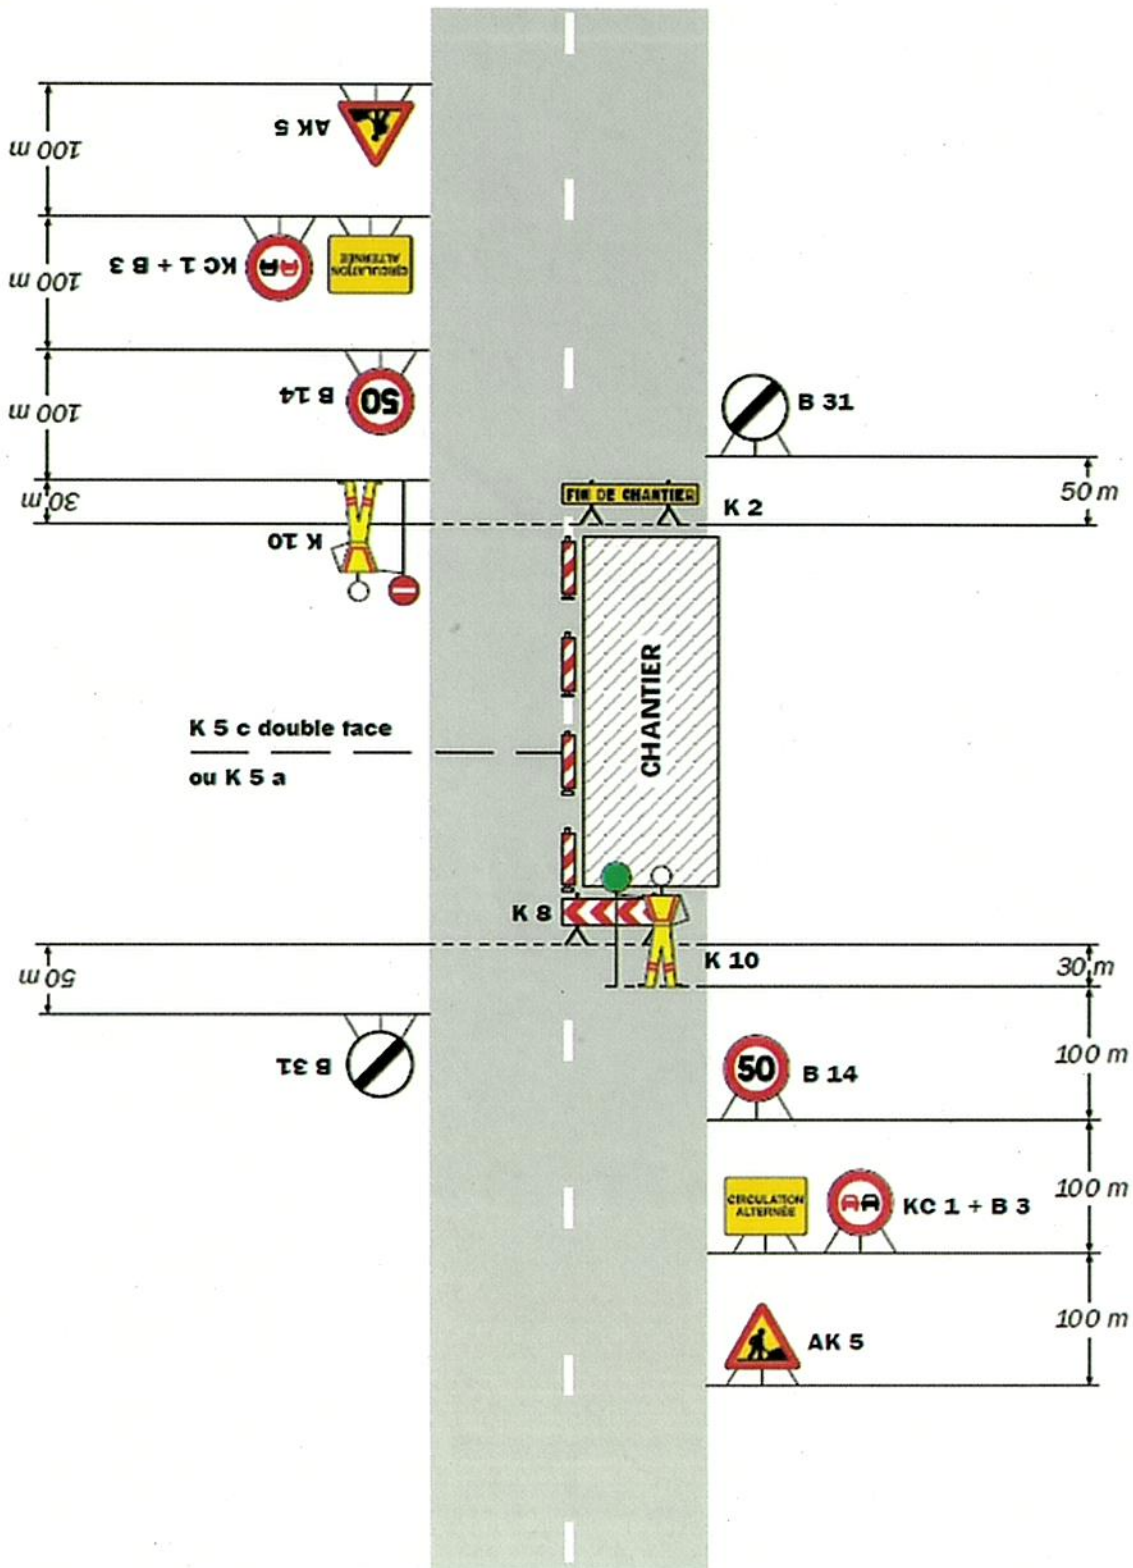 AK 5
100 m
KC 1 + B 3
CIRCULATION
ALTERNÉE
100 m
B 14
50
100 m
B 31
50 m
30 m
FIN DE CHANTIER
K 2
K 10
CHANTIER
K 5 c double face
ou K 5 a
K 8
K 10
30 m
50 m
B 31
50
B 14
100 m
CIRCULATION
ALTERNÉE
KC 1 + B 3
100 m
AK 5
100 m